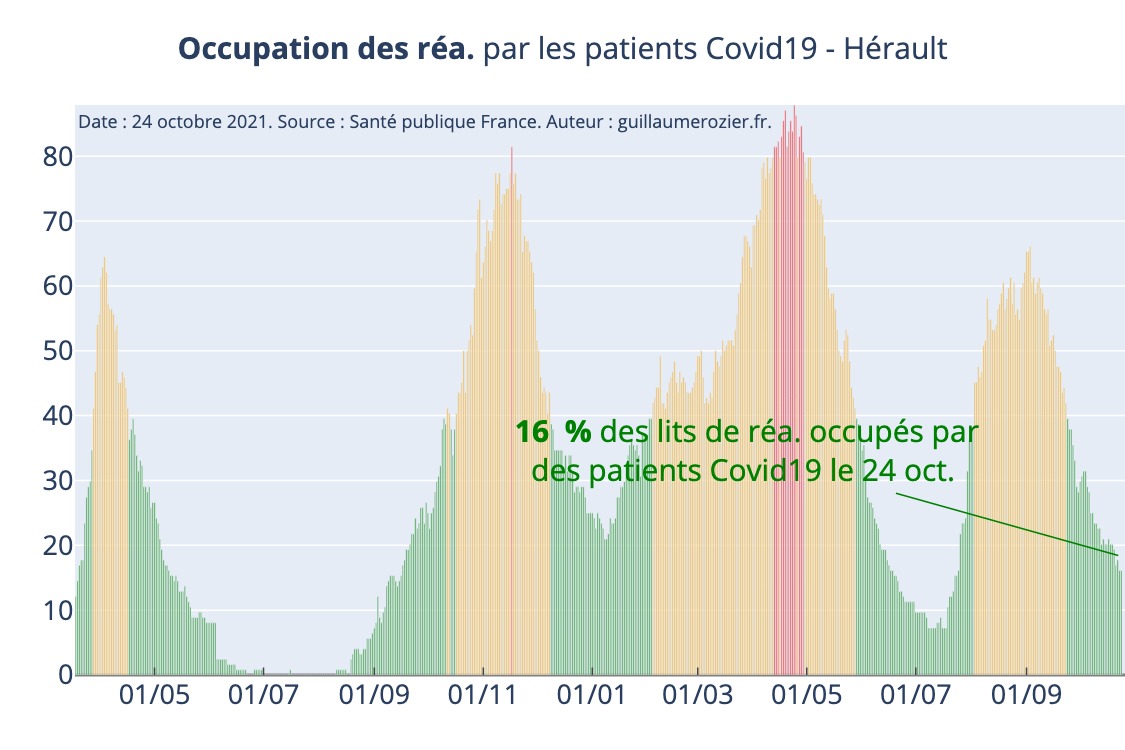 Occupation des réa. par les patients Covid19 - Hérault
Date : 24 octobre 2021. Source : Santé publique France. Auteur : guillaumerozier.fr.
80
70
60
50
40
30
20
10
0
16 % des lits de réa. occupés par
des patients Covid19 le 24 oct.
01/05 01/07 01/09 01/11 01/01 01/03 01/05 01/07 01/09